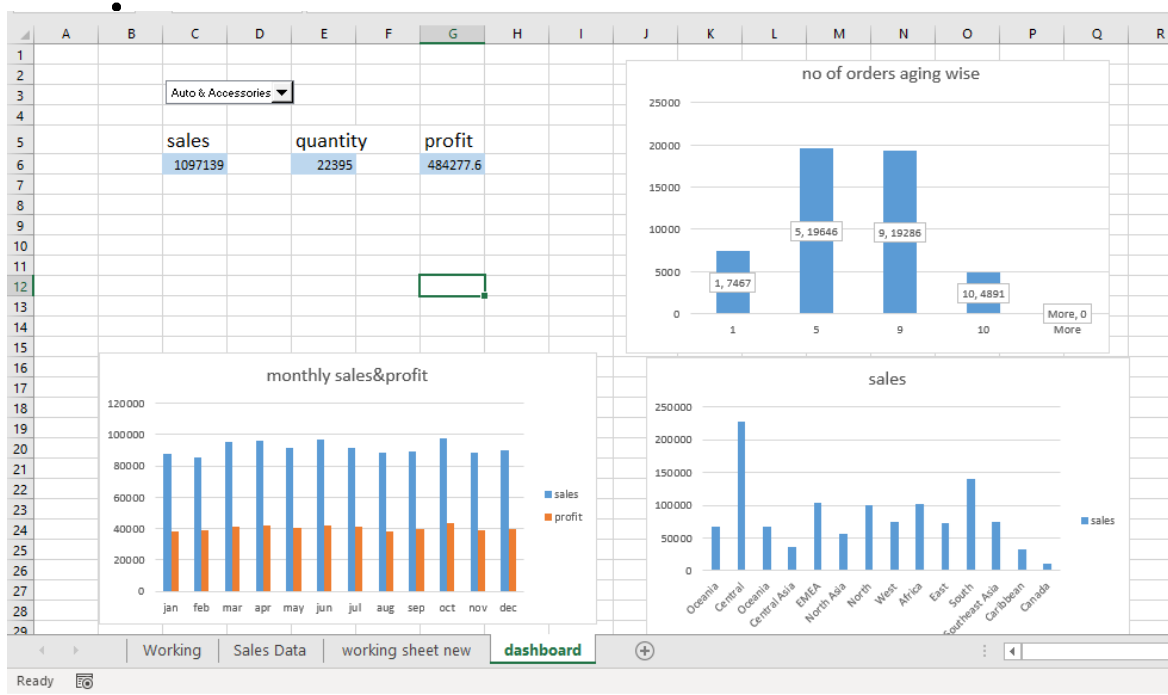 A B C D E F G H I J K L M N O P Q R
1
2
3
4
5
6
7
8
9
10
11
12
13
14
15
16
17
18
19
20
21
22
23
24
25
26
27
28
29
Auto & Accessories
sales quantity profit
1097139 22395 484277.6
no of orders aging wise
25000
20000
15000
10000
5000
0
5, 19646 9, 19286
1, 7467
10, 4891
More, 0
1 5 9 10 More
monthly sales&profit
120000
100000
80000
60000
40000
20000
0
jan feb mar apr may jun jul aug sep oct nov dec
sales
profit
sales
250000
200000
150000
100000
50000
0
Oceania Central Oceania Central Asia EMEA North Asia North West Africa East South Southeast Asia Caribbean Canada
sales
Working Sales Data working sheet new dashboard
Ready